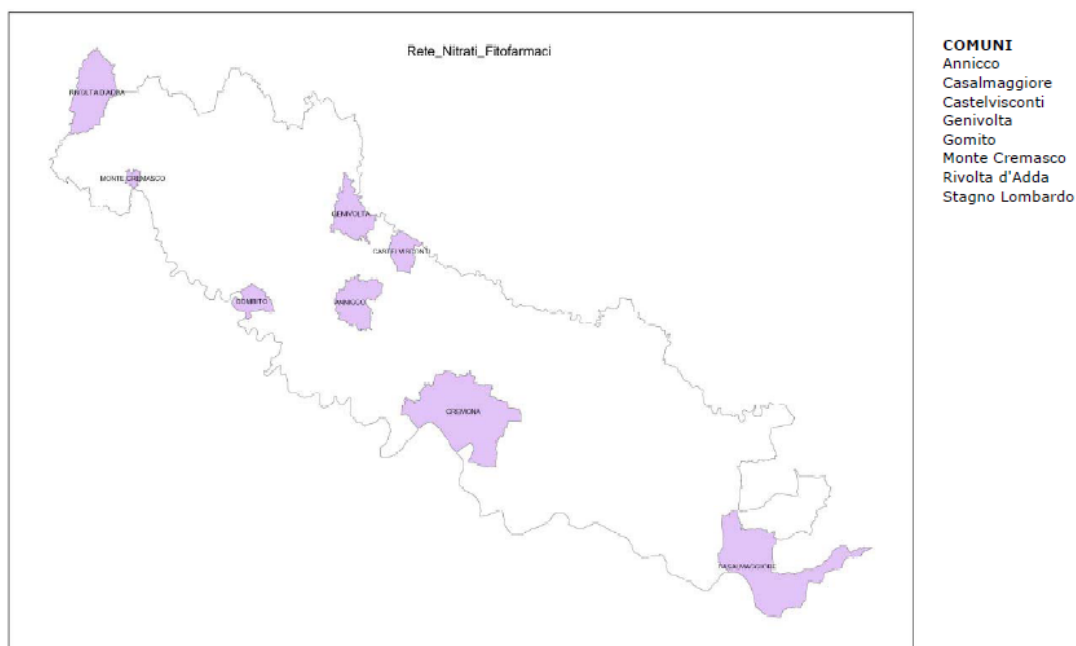 Rete_Nitrati_Fitofarmaci
RIVOLTA D'ADDA
MONTE CREMASCO
GENIVOLTA
CASTELVISCONTI
GOMBITO
ANNICCO
CREMONA
CASALMAGGIORE
COMUNI
Annicco
Casalmaggiore
Castelvisconti
Genivolta
Gomito
Monte Cremasco
Rivolta d'Adda
Stagno Lombardo